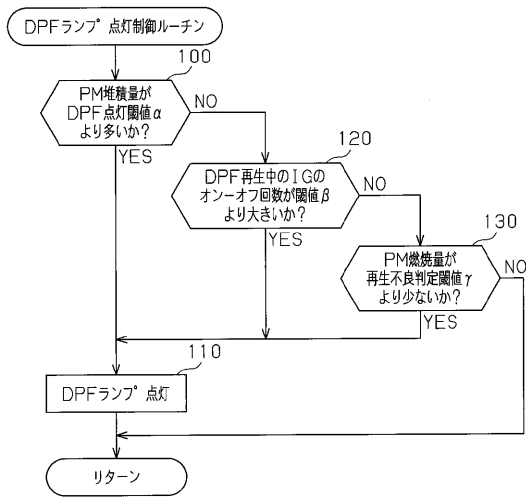 DPFランプ点灯制御ルーチン
100
PM堆積量が
DPF点灯閾値α
より多いか?
NO
YES
120
DPF再生中のIGの
オン−オフ回数が閾値β
より大きいか?
NO
YES
130
PM燃焼量が
再生不良判定閾値γ
より少ないか?
NO
YES
110
DPFランプ点灯
リターン